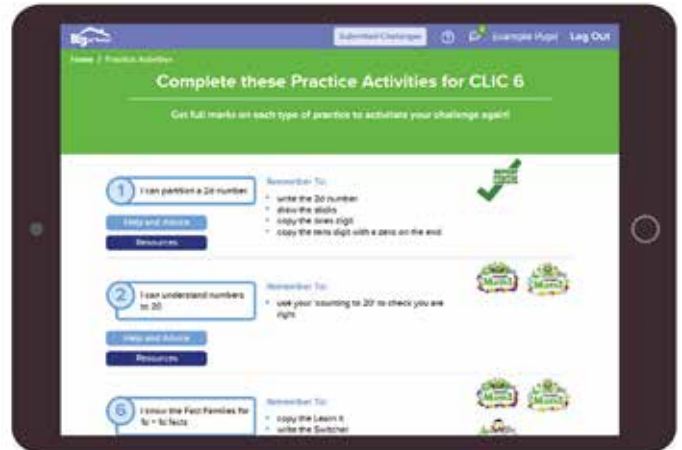 Big
Submitted Challenges
Example Pupil
Log Out
Home / Practice Activities
Complete these Practice Activities for CLIC 6
Get full marks on each type of practice to activitate your challenge again!
1
I can partition a 2d number
Help and Advice
Resources
Remember To:
• write the 2d number
• draw the sticks
• copy the ones digit
• copy the tens digit with a zero on the end
2
I can understand numbers
to 20
Help and Advice
Resources
Remember To:
• use your 'counting to 20' to check you are
right
6
I know the Fact Families for
1d + 1d facts
Remember To:
• copy the Learn It
• write the Switcher